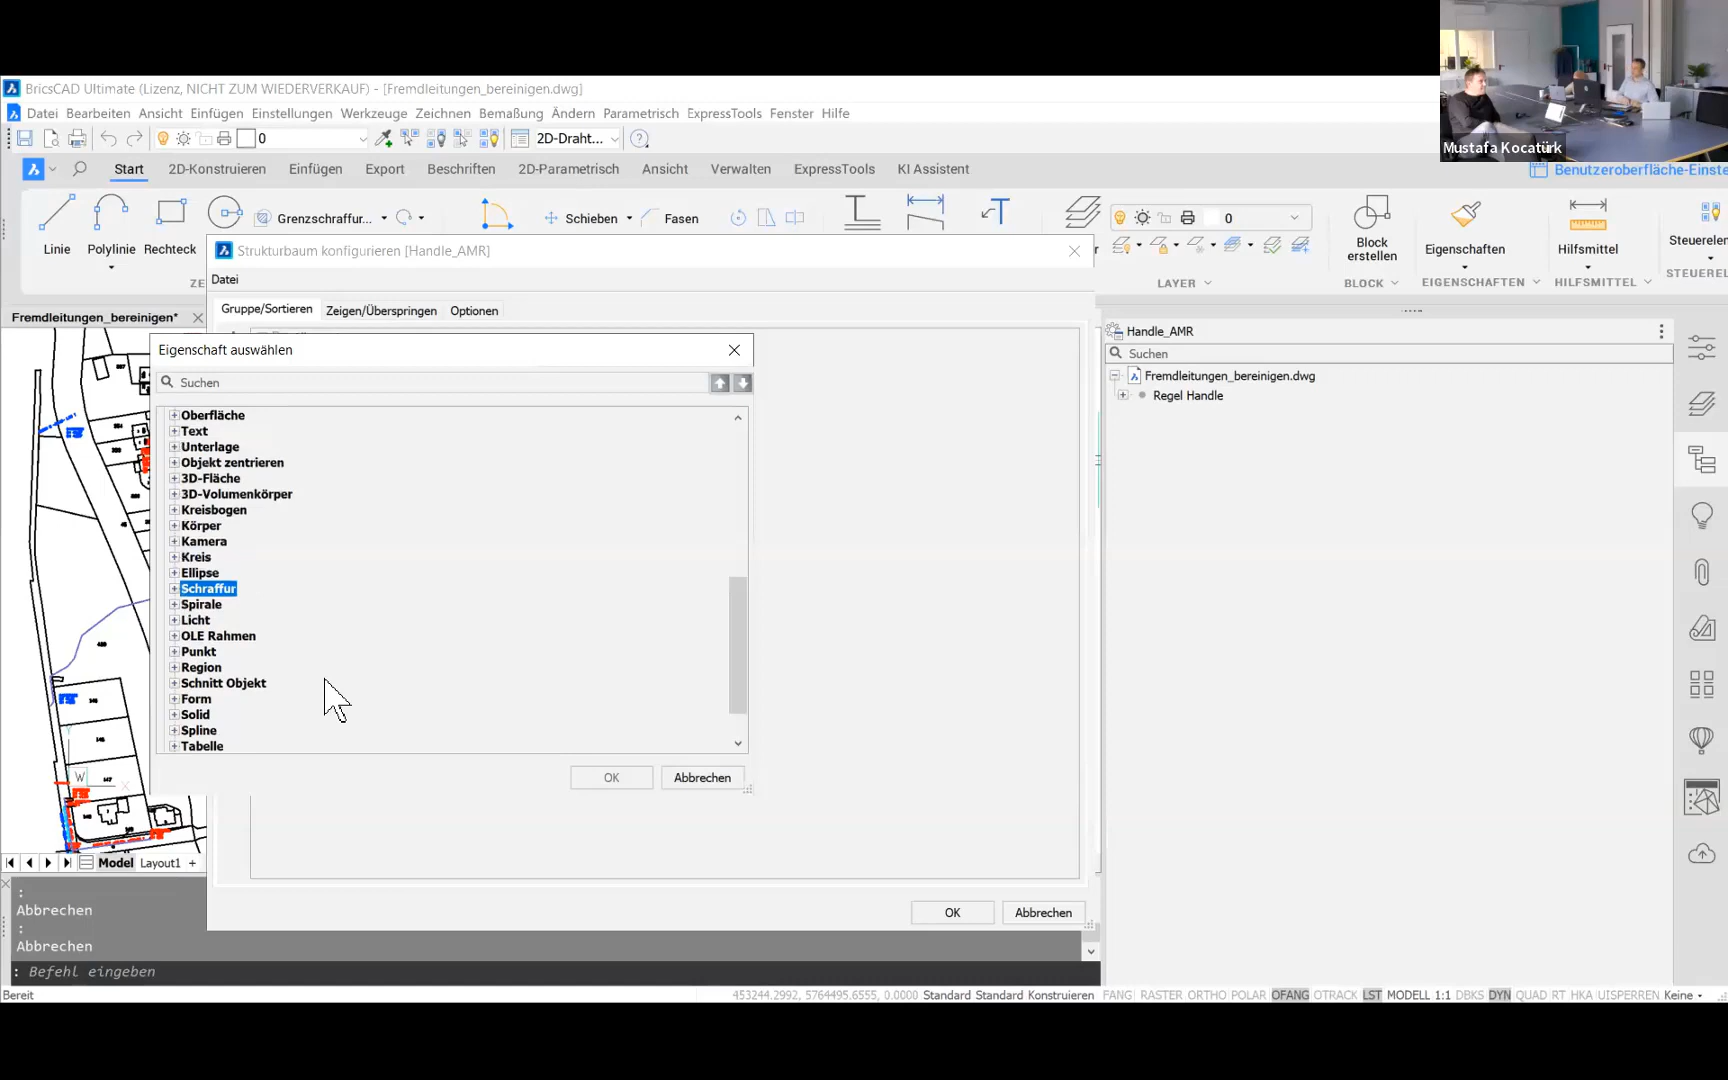 BricsCAD Ultimate (Lizenz, NICHT ZUM WIEDERVERKAUF) - [Fremdleitungen_bereinigen.dwg]
Mustafa Kocatürk
Datei Bearbeiten Ansicht Einfügen Einstellungen Werkzeuge Zeichnen Bemaßung Ändern Parametrisch ExpressTools Fenster Hilfe
0
2D-Draht...
Start 2D-Konstruieren Einfügen Export Beschriften 2D-Parametrisch Ansicht Verwalten ExpressTools KI Assistent
Benutzeroberfläche-Einste
Linie Polylinie Rechteck
Grenzschraffur...
Schieben
Fasen
0
LAYER
Block erstellen
BLOCK
Eigenschaften
EIGENSCHAFTEN
Hilfsmittel
HILFSMITTEL
Steuerelen
STEUEREL
ZE
Strukturbaum konfigurieren [Handle_AMR]
Datei
Gruppe/Sortieren Zeigen/Überspringen Optionen
Fremdleitungen_bereinigen*
Eigenschaft auswählen
Suchen
Oberfläche
Text
Unterlage
Objekt zentrieren
3D-Fläche
3D-Volumenkörper
Kreisbogen
Körper
Kamera
Kreis
Ellipse
Schraffur
Spirale
Licht
OLE Rahmen
Punkt
Region
Schnitt Objekt
Form
Solid
Spline
Tabelle
OK Abbrechen
OK Abbrechen
Handle_AMR
Suchen
Fremdleitungen_bereinigen.dwg
Regel Handle
W
Model Layout1 +
:
Abbrechen
:
Abbrechen
: Befehl eingeben
Bereit
453244.2992, 5764495.6555, 0.0000 Standard Standard Konstruieren FANG RASTER ORTHO POLAR OFANG OTRACK LST MODELL 1:1 DBKS DYN QUAD RT HKA UISPERREN Keine